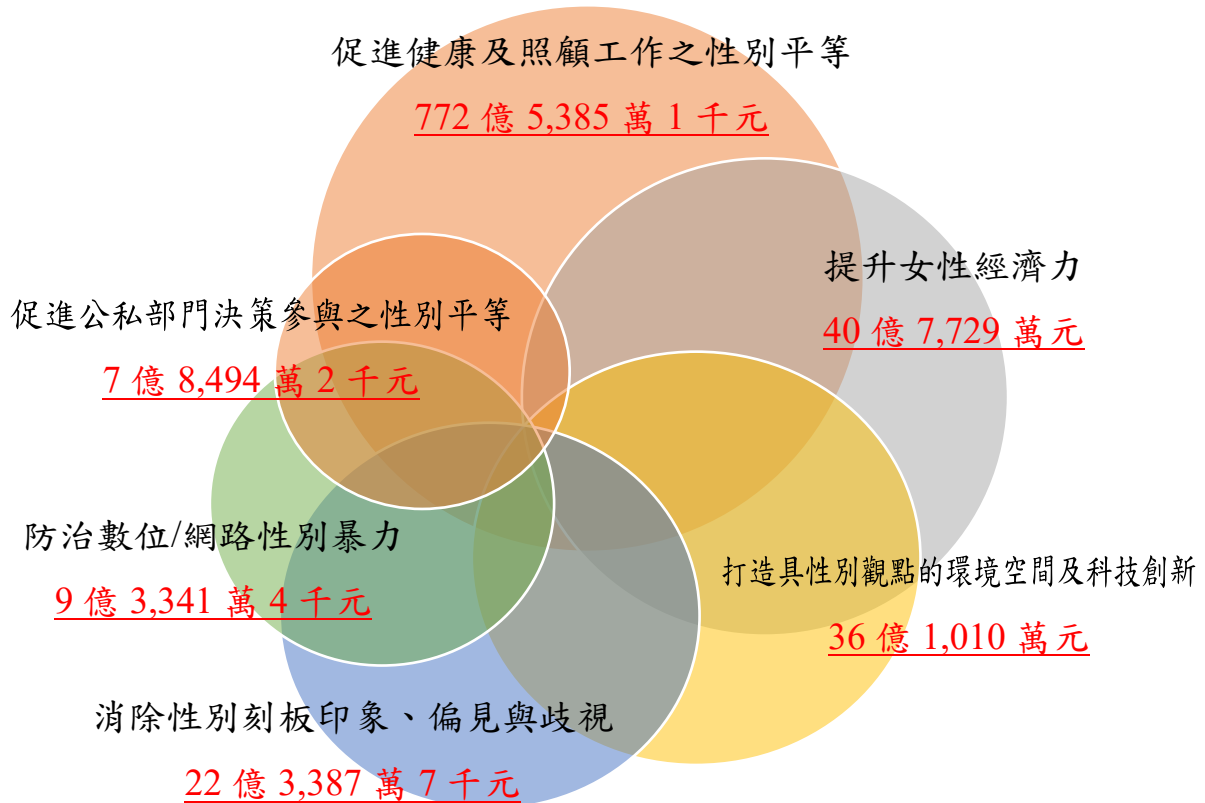 促進健康及照顧工作之性別平等
772 億 5,385 萬 1 千元
提升女性經濟力
40 億 7,729 萬元
促進公私部門決策參與之性別平等
7 億 8,494 萬 2 千元
防治數位/網路性別暴力
9 億 3,341 萬 4 千元
打造具性別觀點的環境空間及科技創新
36 億 1,010 萬元
消除性別刻板印象、偏見與歧視
22 億 3,387 萬 7 千元